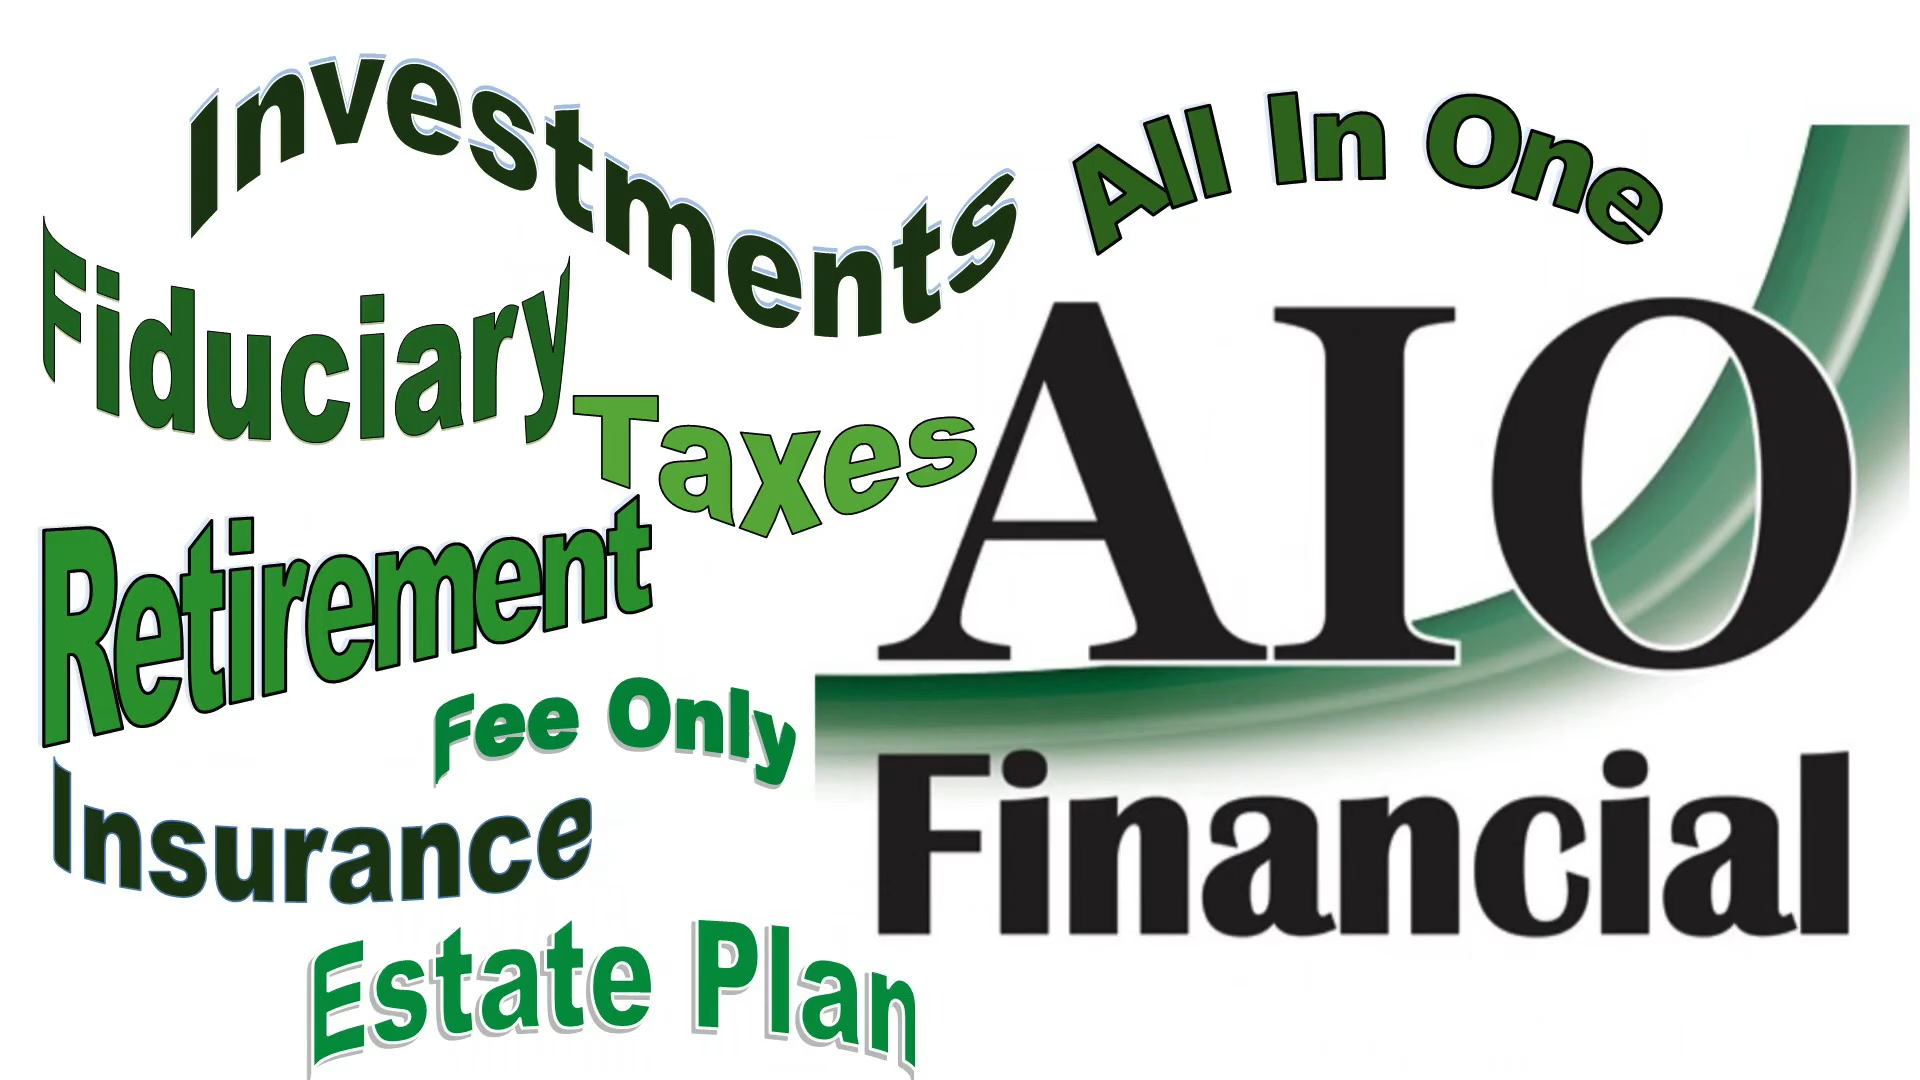 Investments
All In One
Fiduciary
Taxes
AIO
Retirement
Fee Only
Financial
Insurance
Estate Plan